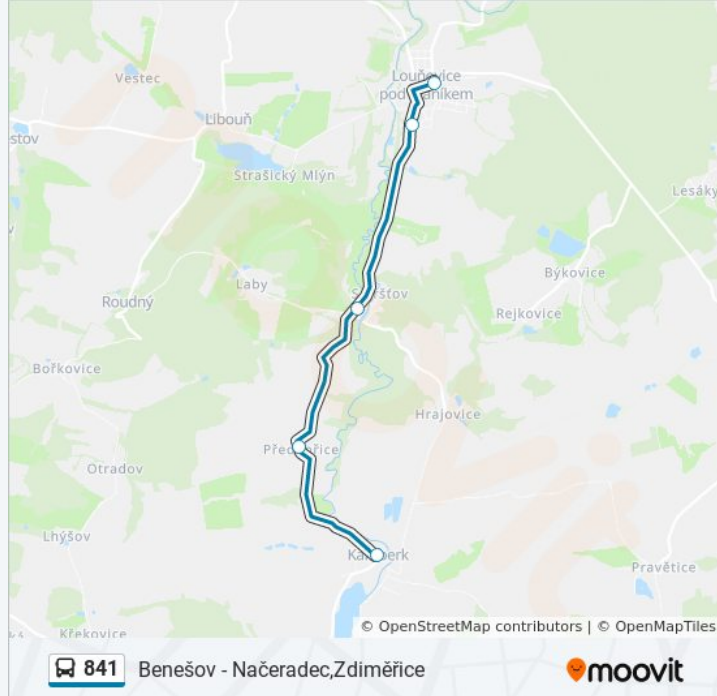 Louňovice
Vestec
Libouň
stov
Strašický Mlýn
Lesáky
Býkovice
Laby
Roudný
Rejkovice
Bořkovice
Hrajovice
Otradov
Lhýšov
Pravětice
Křekovice
© OpenStreetMap contributors | © OpenMapTiles
841 Benešov - Načeradec,Zdiměřice
moovit